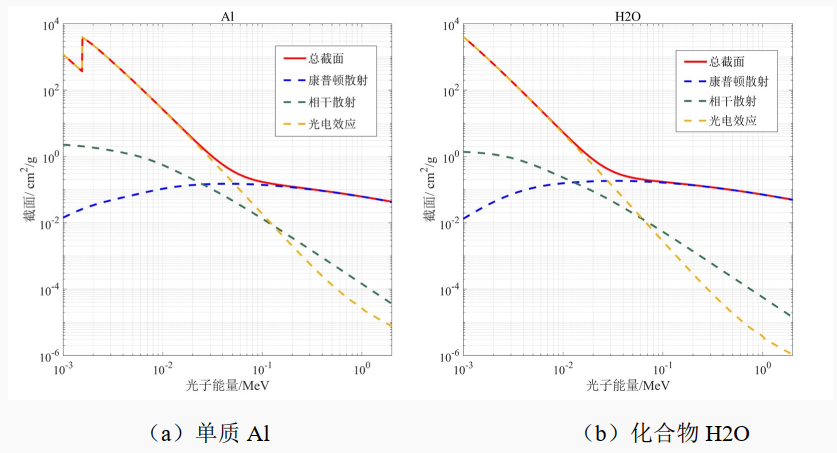 Al
10^4
10^2
10^0
10^-2
10^-4
10^-6
截面/ cm^2/g
10^-3
10^-2
10^-1
10^0
光子能量/MeV
总截面
康普顿散射
相干散射
光电效应
(a) 单质 Al
H2O
10^4
10^2
10^0
10^-2
10^-4
10^-6
截面/ cm^2/g
10^-3
10^-2
10^-1
10^0
光子能量/MeV
总截面
康普顿散射
相干散射
光电效应
(b) 化合物 H2O